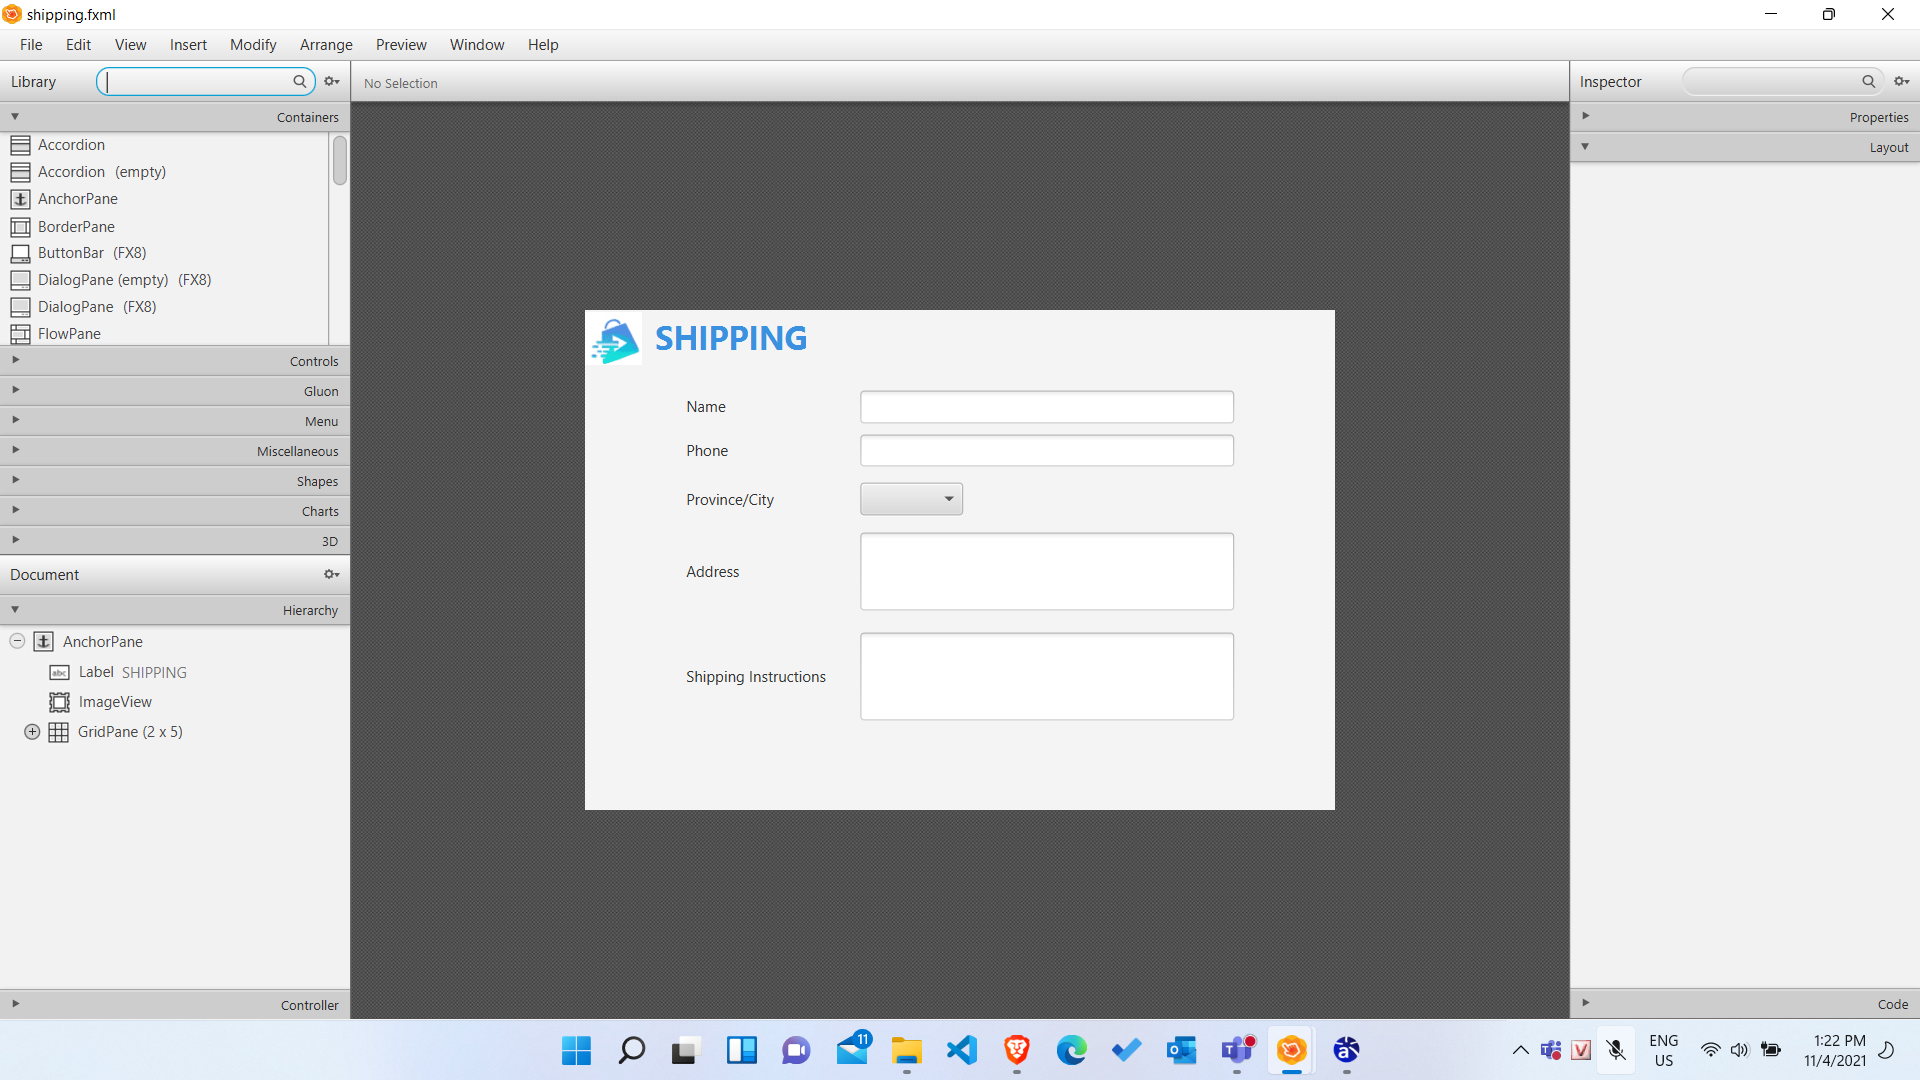 shipping.fxml
File Edit View Insert Modify Arrange Preview Window Help
Library
No Selection
Inspector
Containers
Accordion
Accordion (empty)
AnchorPane
BorderPane
ButtonBar (FX8)
DialogPane (empty) (FX8)
DialogPane (FX8)
FlowPane
Controls
Gluon
Menu
Miscellaneous
Shapes
Charts
3D
Document
Hierarchy
AnchorPane
abc Label SHIPPING
ImageView
GridPane (2 x 5)
Controller
SHIPPING
Name
Phone
Province/City
Address
Shipping Instructions
Properties
Layout
Code
11
ENG
US
1:22 PM
11/4/2021